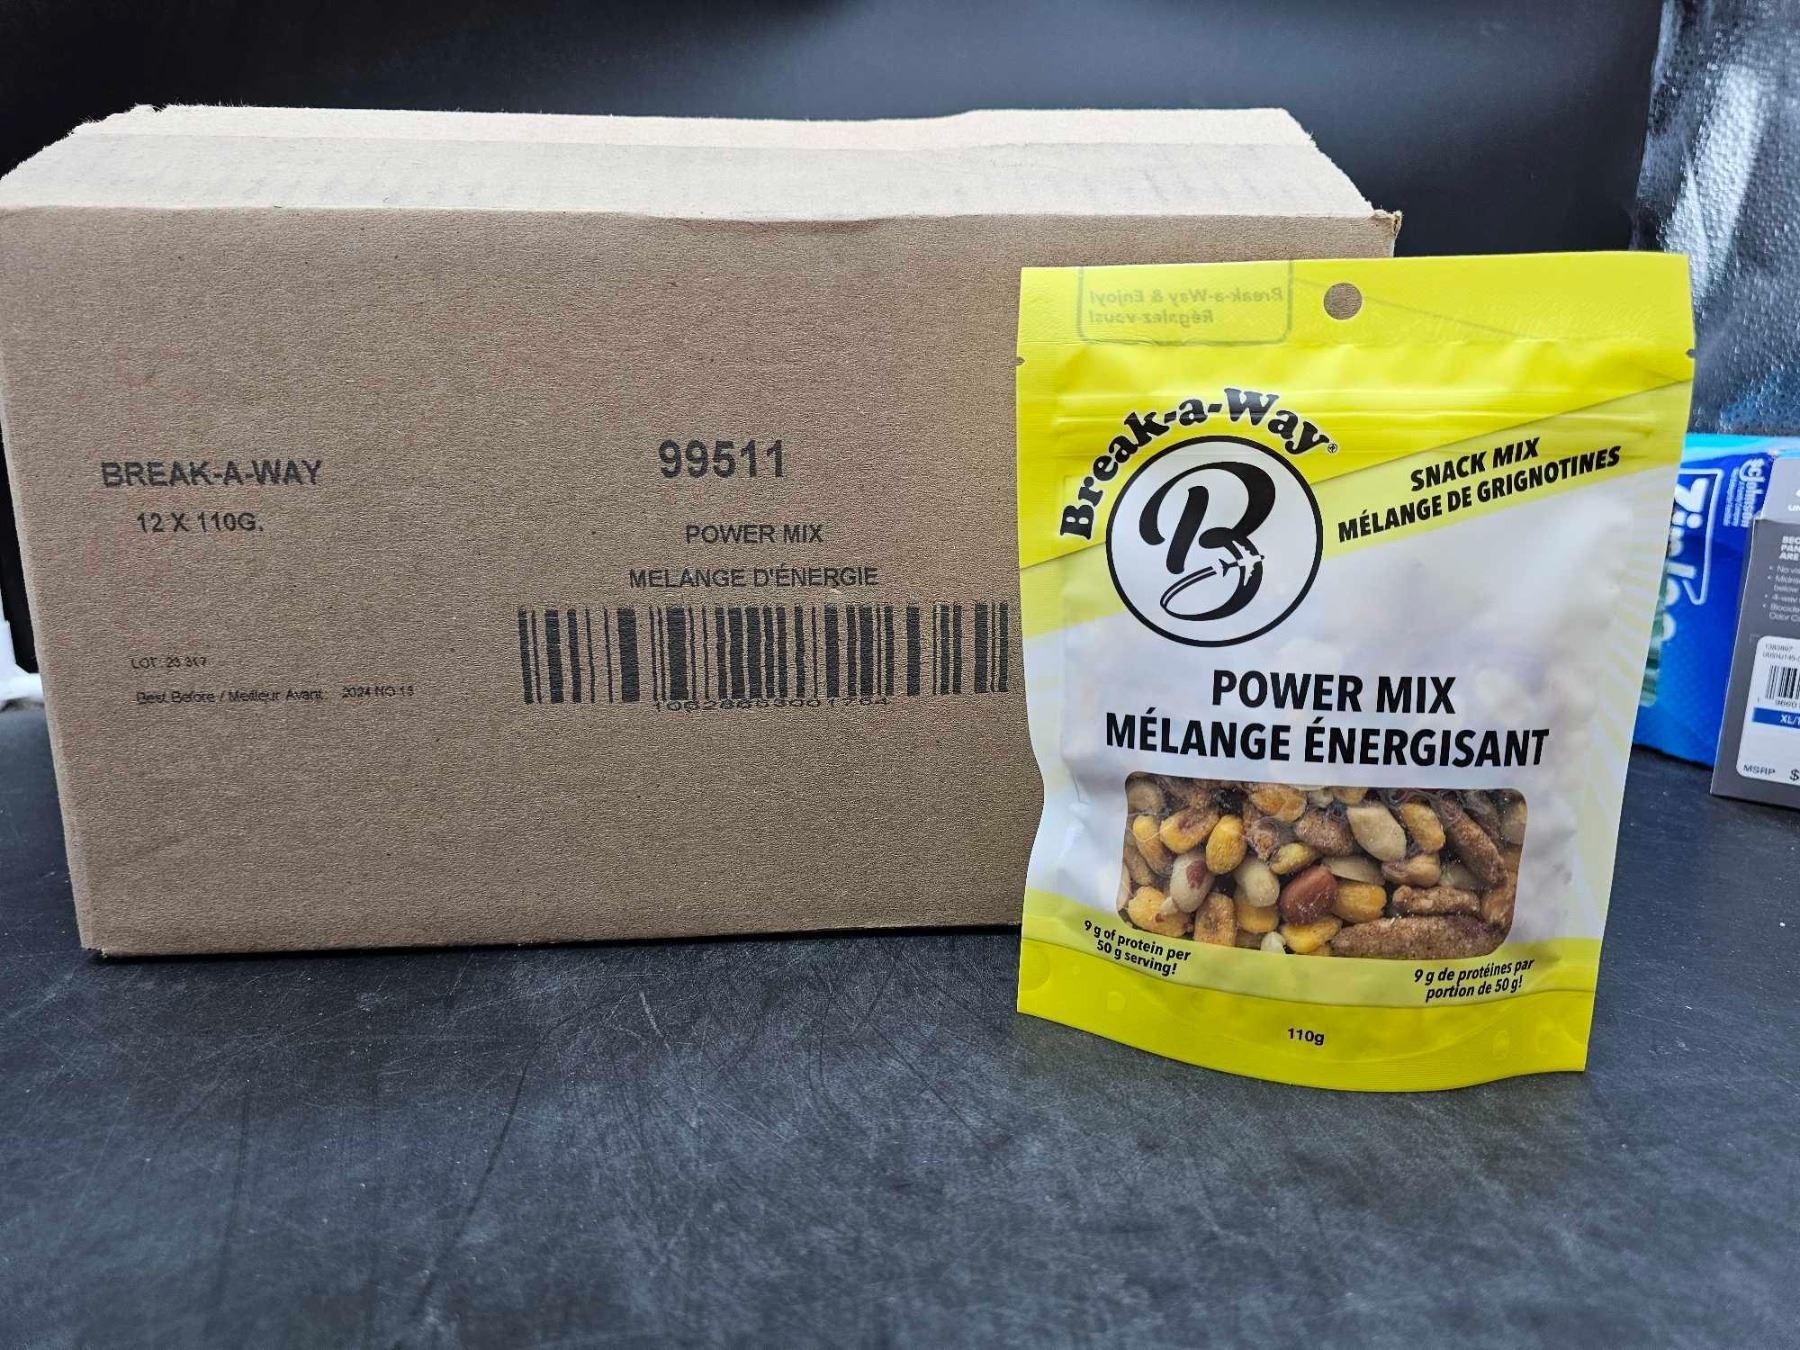 BREAK-A-WAY
12 X 110G.
LOT: 23 317
Best Before / Meilleur Avant: 2024 NO 13
99511
POWER MIX
MELANGE D'ÉNERGIE
Break-a-Way & Enjoy!
Régalez-vous!
Break-a-Way®
B
SNACK MIX
MÉLANGE DE GRIGNOTINES
POWER MIX
MÉLANGE ÉNERGISANT
9 g of protein per
50 g serving!
9 g de protéines par
portion de 50 g!
110g
Johnson
XL/
MSRP $